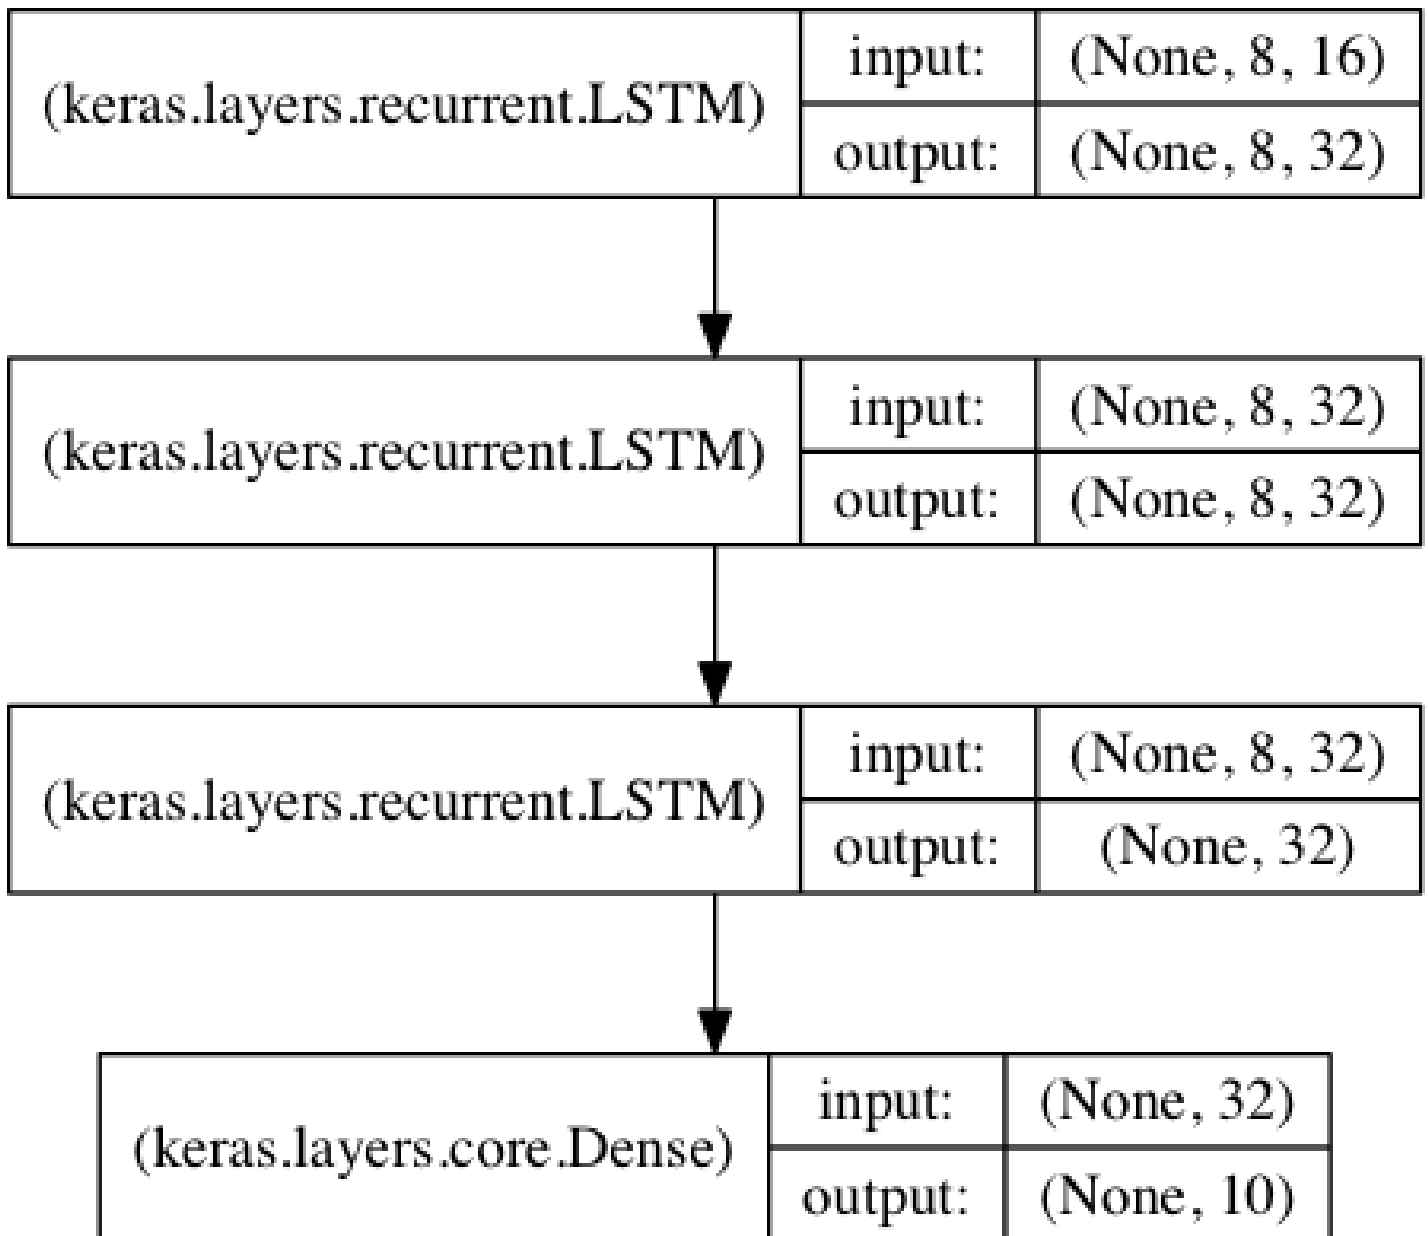 (keras.layers.recurrent.LSTM)
input:
(None, 8, 16)
output:
(None, 8, 32)
(keras.layers.recurrent.LSTM)
input:
(None, 8, 32)
output:
(None, 8, 32)
(keras.layers.recurrent.LSTM)
input:
(None, 8, 32)
output:
(None, 32)
(keras.layers.core.Dense)
input:
(None, 32)
output:
(None, 10)